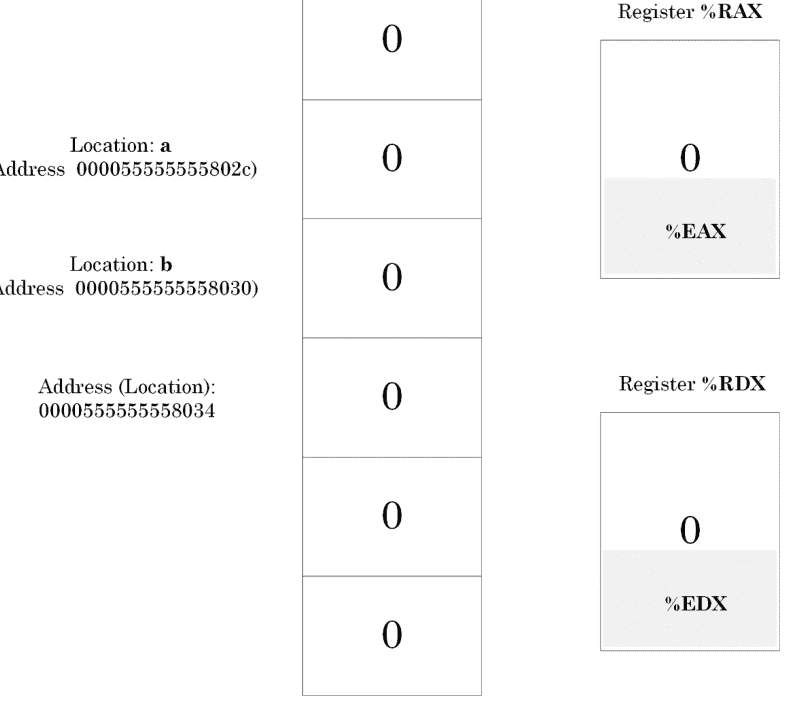 Register %RAX
0
Location: a
Address 000055555555802c)
0
0
%EAX
Location: b
Address 0000555555558030)
0
Register %RDX
Address (Location):
0000555555558034
0
0
0
%EDX
0